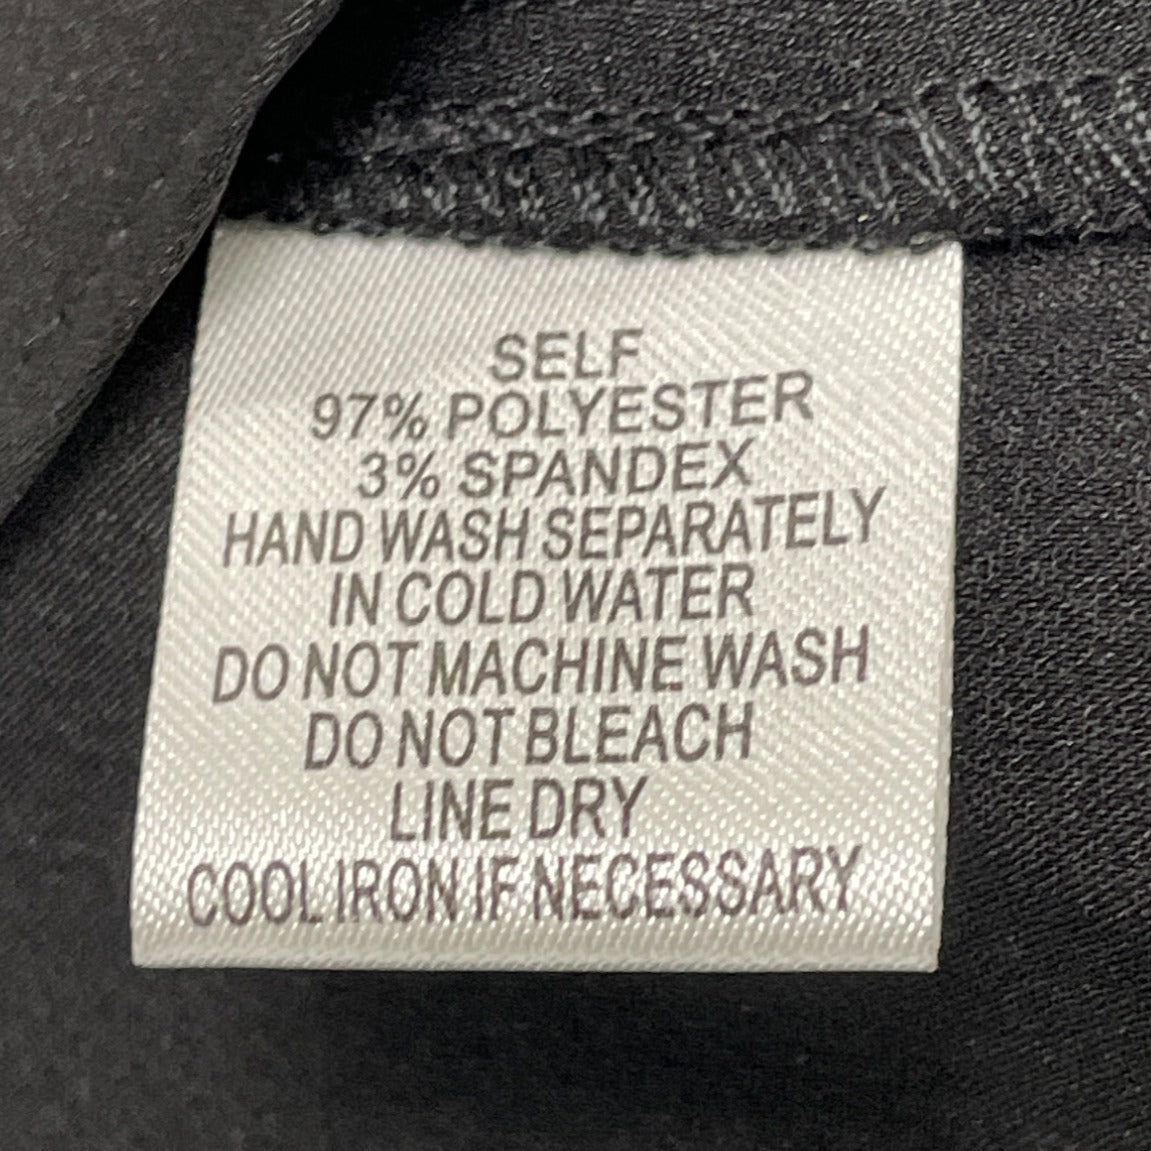 SELF
97% POLYESTER
3% SPANDEX
HAND WASH SEPARATELY
IN COLD WATER
DO NOT MACHINE WASH
DO NOT BLEACH
LINE DRY
COOL IRON IF NECESSARY